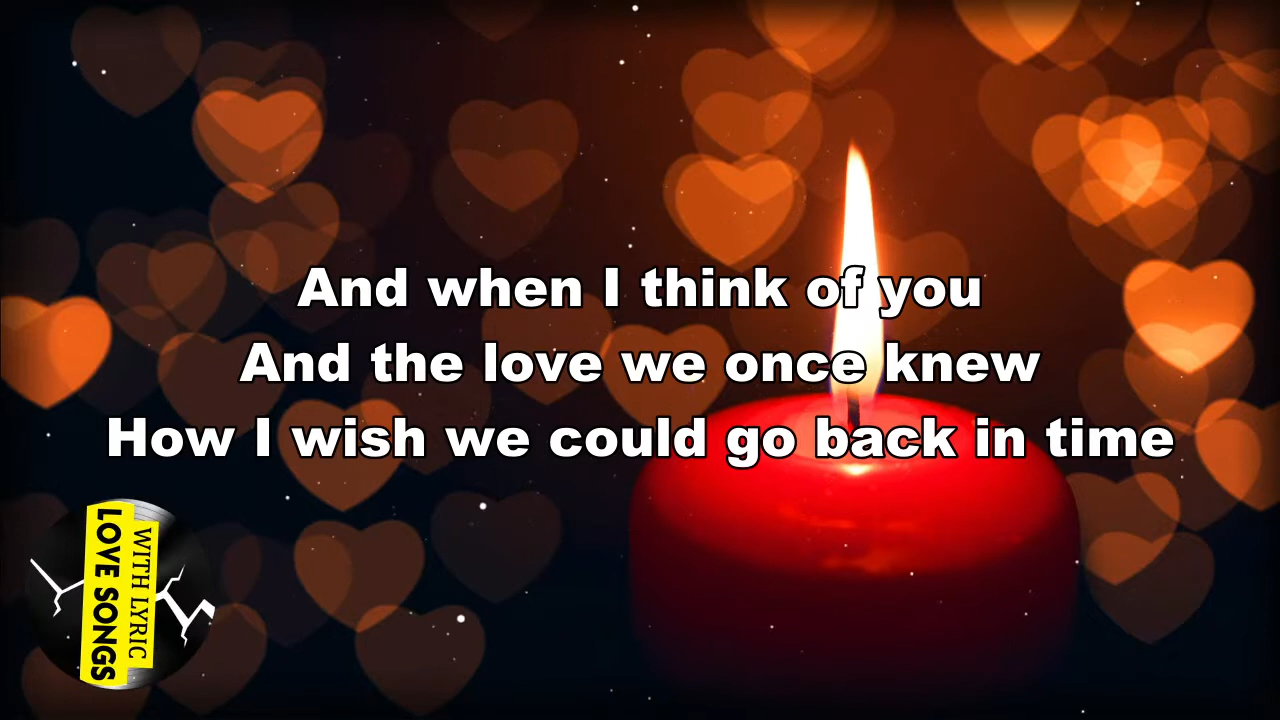 And when I think of you
And the love we once knew
How I wish we could go back in time
WITH LYRIC
LOVE SONGS